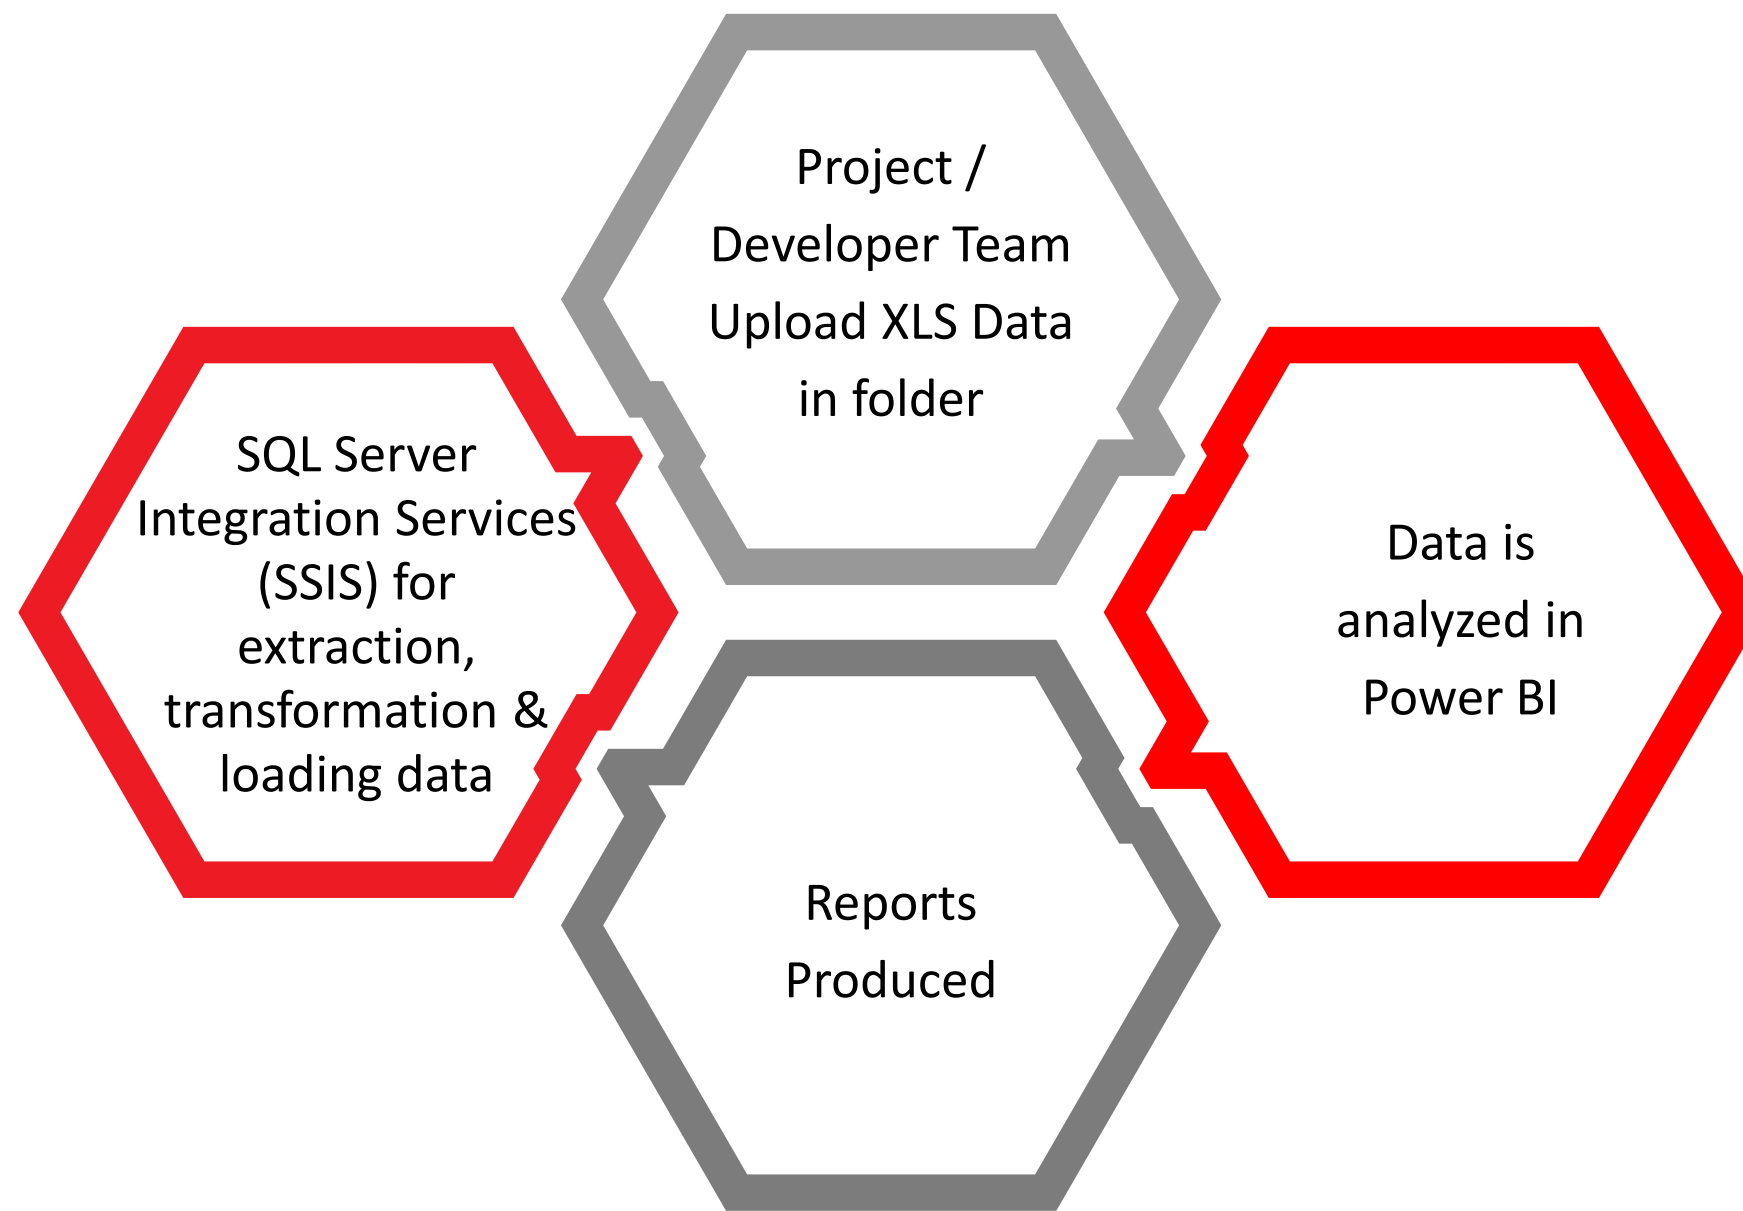 Project /
Developer Team
Upload XLS Data
in folder
SQL Server
Integration Services
(SSIS) for
extraction,
transformation &
loading data
Data is
analyzed in
Power BI
Reports
Produced